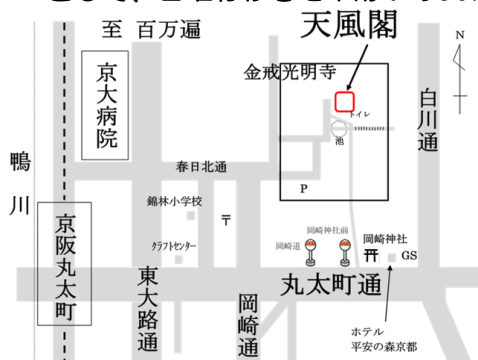 至 百万遍
天風閣
N
京大病院
金戒光明寺
トイレ
池
白川通
鴨川
春日北通
錦林小学校
〒
P
京阪丸太町
クラフトセンター
岡崎神社前
岡崎道
岡崎神社
GS
丸太町通
東大路通
岡崎通
ホテル
平安の森京都